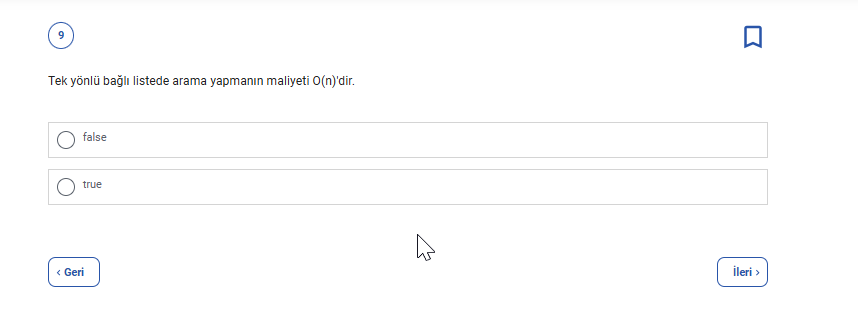 9
Tek yönlü bağlı listede arama yapmanın maliyeti O(n)'dir.
false
true
‹ Geri
İleri ›